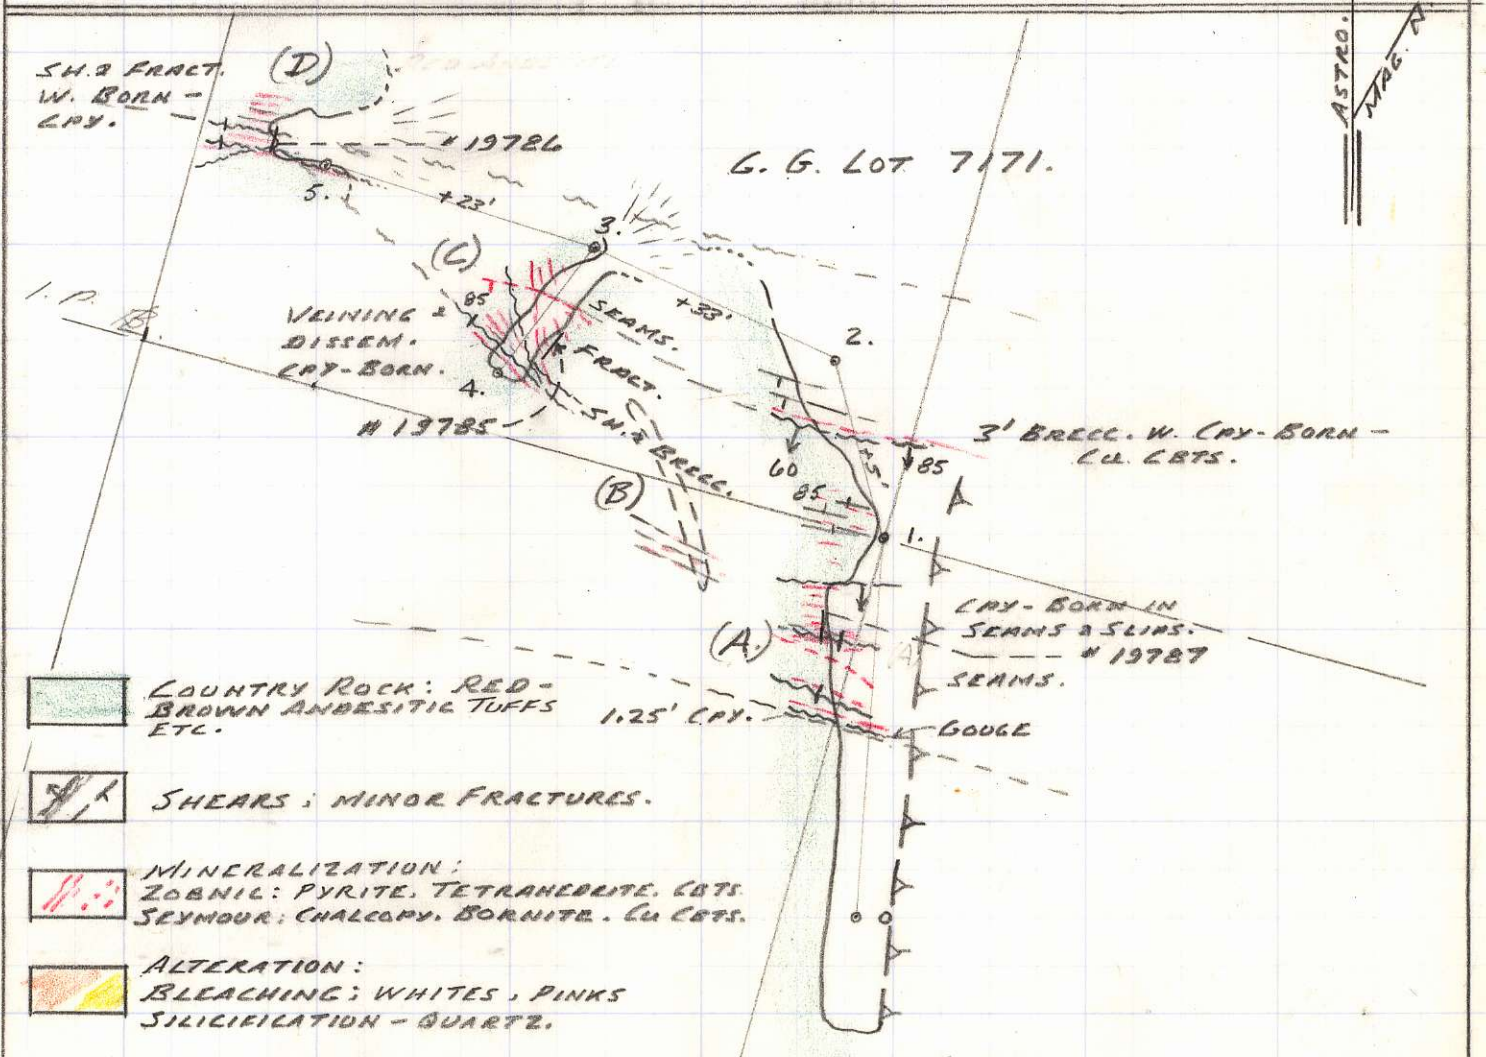 ASTRO.
MAG. N.
SH. & FRACT.
W. BORN -
CPY.
(D)
# 19786
G. G. LOT 7171.
5.
+23'
3.
(C)
I. P.
85
VEINING &
DISSEM.
CPY-BORN.
4.
# 19785
SEAMS.
+33'
2.
FRACT.
SH. & BRECC.
3' BRECC. W. CPY-BORN -
CU. CBTS.
60
+5'
85
85
(B)
1.
(A)
CPY-BORN IN
SEAMS & SLIPS.
# 19787
SEAMS.
1.25' CPY.
GOUGE
COUNTRY ROCK: RED-
BROWN ANDESITIC TUFFS
ETC.
SHEARS; MINOR FRACTURES.
MINERALIZATION:
ZOBNIC: PYRITE. TETRAHEDRITE. CBTS.
SEYMOUR: CHALCOPY. BORNITE. CU CBTS.
ALTERATION:
BLEACHING; WHITES, PINKS
SILICIFICATION - QUARTZ.